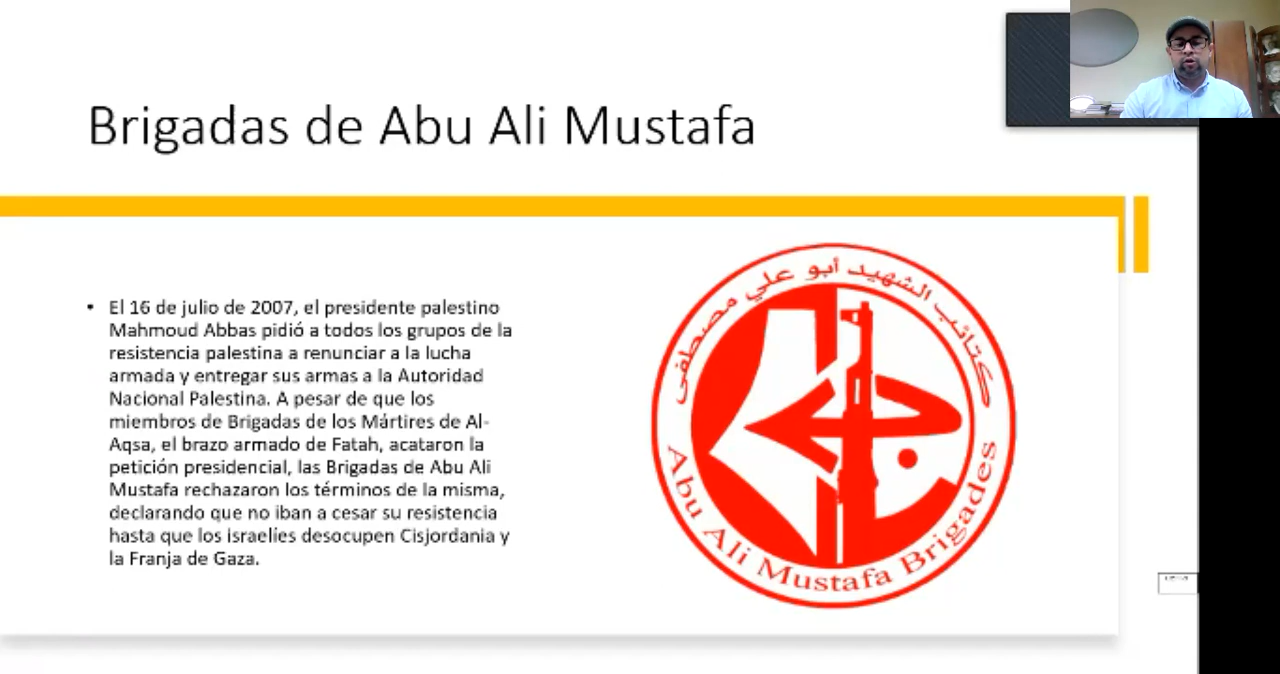 Brigadas de Abu Ali Mustafa
• El 16 de julio de 2007, el presidente palestino
Mahmoud Abbas pidió a todos los grupos de la
resistencia palestina a renunciar a la lucha
armada y entregar sus armas a la Autoridad
Nacional Palestina. A pesar de que los
miembros de Brigadas de los Mártires de Al-
Aqsa, el brazo armado de Fatah, acataron la
petición presidencial, las Brigadas de Abu Ali
Mustafa rechazaron los términos de la misma,
declarando que no iban a cesar su resistencia
hasta que los israelíes desocupen Cisjordania y
la Franja de Gaza.
كتائب الشهيد أبو علي مصطفى
Abu Ali Mustafa Brigades